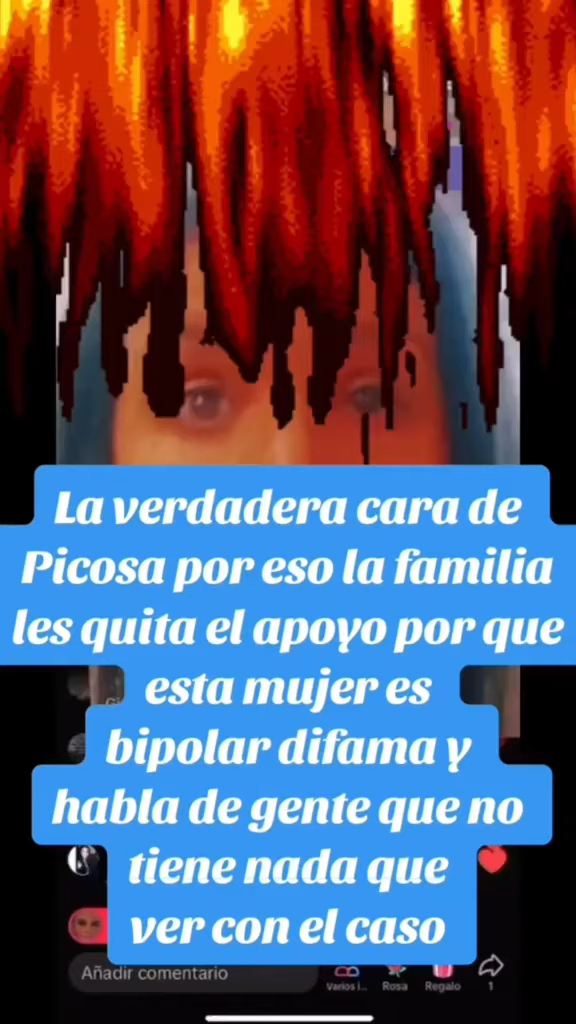 La verdadera cara de
Picosa por eso la familia
les quita el apoyo por que
esta mujer es
bipolar difama y
habla de gente que no
tiene nada que
ver con el caso
Añadir comentario
Varios i...
Rosa
Regalo
1